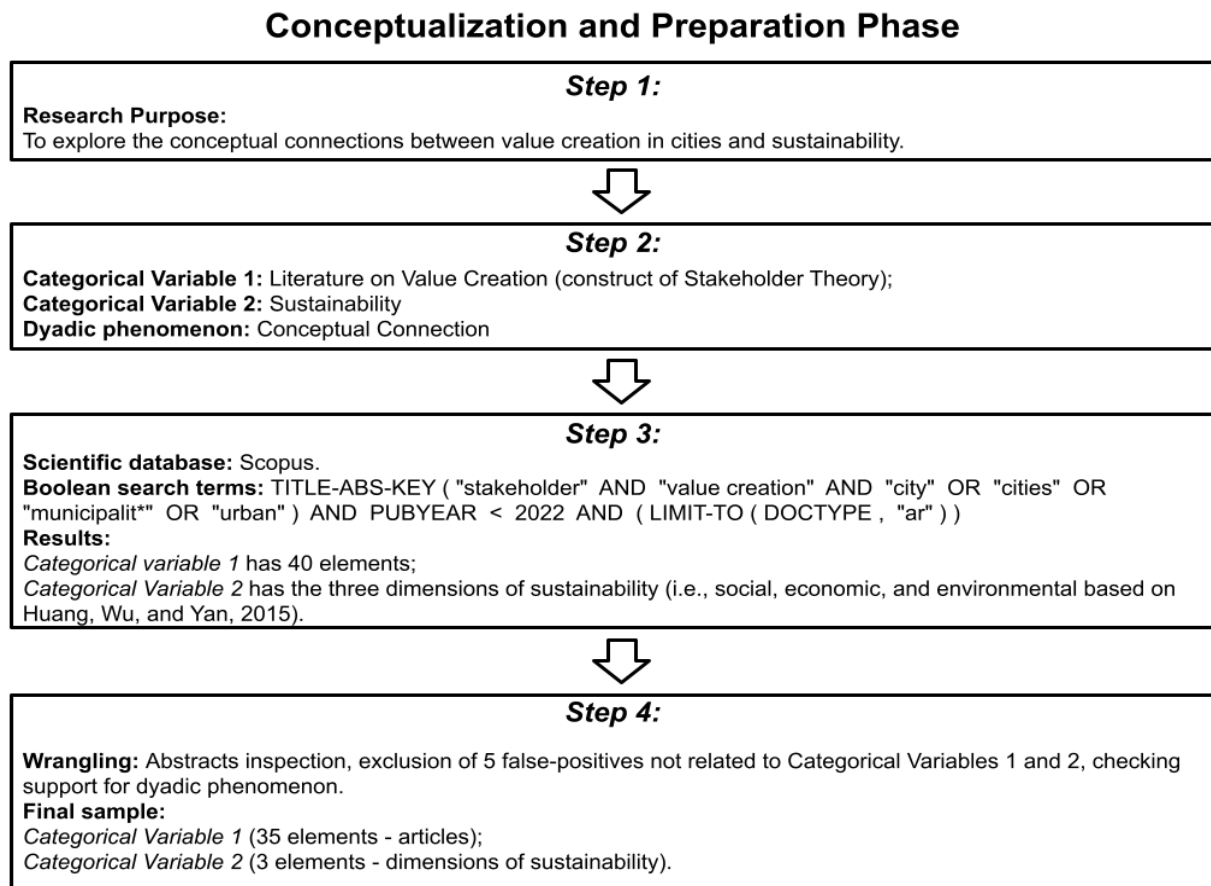 Conceptualization and Preparation Phase
Step 1:
Research Purpose:
To explore the conceptual connections between value creation in cities and sustainability.
Step 2:
Categorical Variable 1: Literature on Value Creation (construct of Stakeholder Theory);
Categorical Variable 2: Sustainability
Dyadic phenomenon: Conceptual Connection
Step 3:
Scientific database: Scopus.
Boolean search terms: TITLE-ABS-KEY ( "stakeholder" AND "value creation" AND "city" OR "cities" OR
"municipalit*" OR "urban" ) AND PUBYEAR < 2022 AND ( LIMIT-TO ( DOCTYPE , "ar" ) )
Results:
Categorical variable 1 has 40 elements;
Categorical Variable 2 has the three dimensions of sustainability (i.e., social, economic, and environmental based on
Huang, Wu, and Yan, 2015).
Step 4:
Wrangling: Abstracts inspection, exclusion of 5 false-positives not related to Categorical Variables 1 and 2, checking
support for dyadic phenomenon.
Final sample:
Categorical Variable 1 (35 elements - articles);
Categorical Variable 2 (3 elements - dimensions of sustainability).